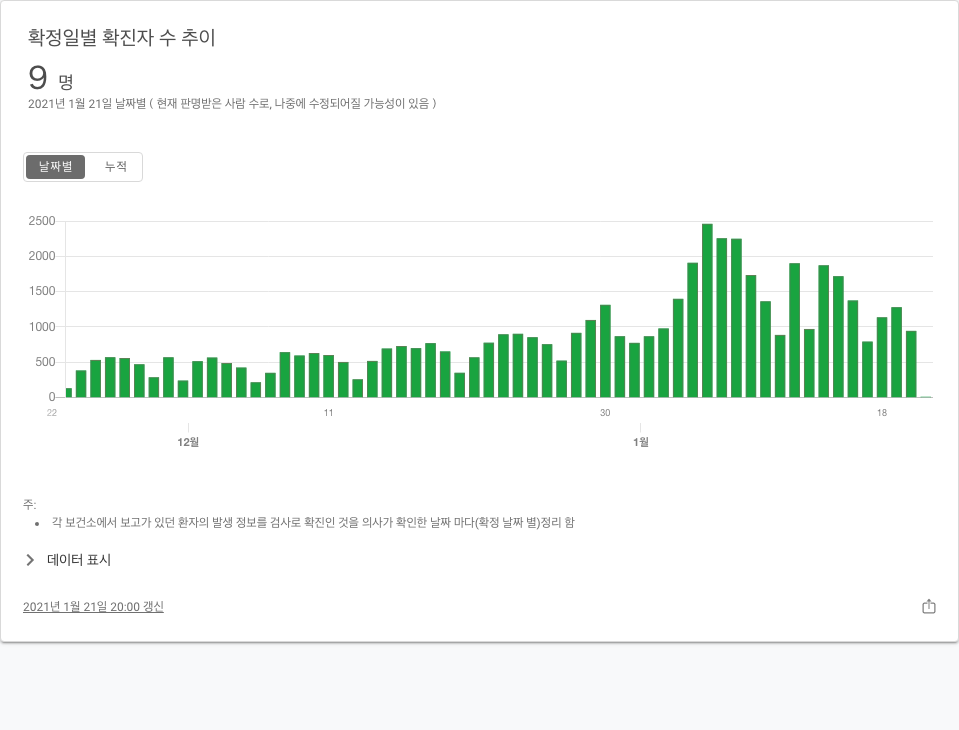 확정일별 확진자 수 추이
9 명
2021년 1월 21일 날짜별 ( 현재 판명받은 사람 수로, 나중에 수정되어질 가능성이 있음 )
날짜별 누적
2500
2000
1500
1000
500
0
22 11 30 18
12월 1월
주:
• 각 보건소에서 보고가 있던 환자의 발생 정보를 검사로 확진인 것을 의사가 확인한 날짜 마다(확정 날짜 별)정리 함
데이터 표시
2021년 1월 21일 20:00 갱신